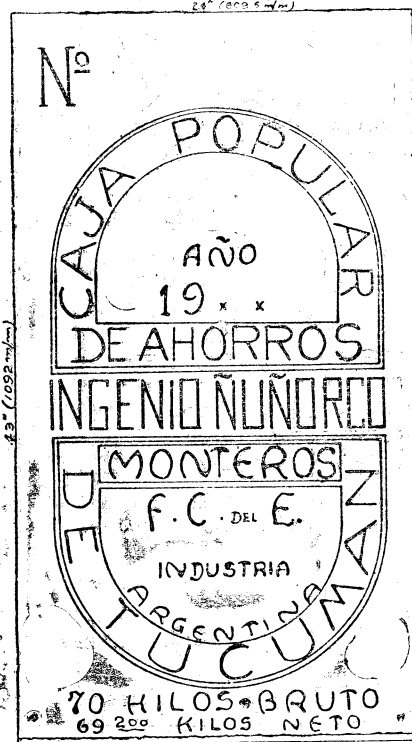 24" (609.5 m/m)
43" (1092 m/m)
Nº
CAJA POPULAR
AÑO
19 x x
DE AHORROS
INGENIO ÑUÑORCO
MONTEROS
F.C. DEL E.
INDUSTRIA
ARGENTINA
DE TUCUMAN
70 KILOS BRUTO
69 200 KILOS NETO